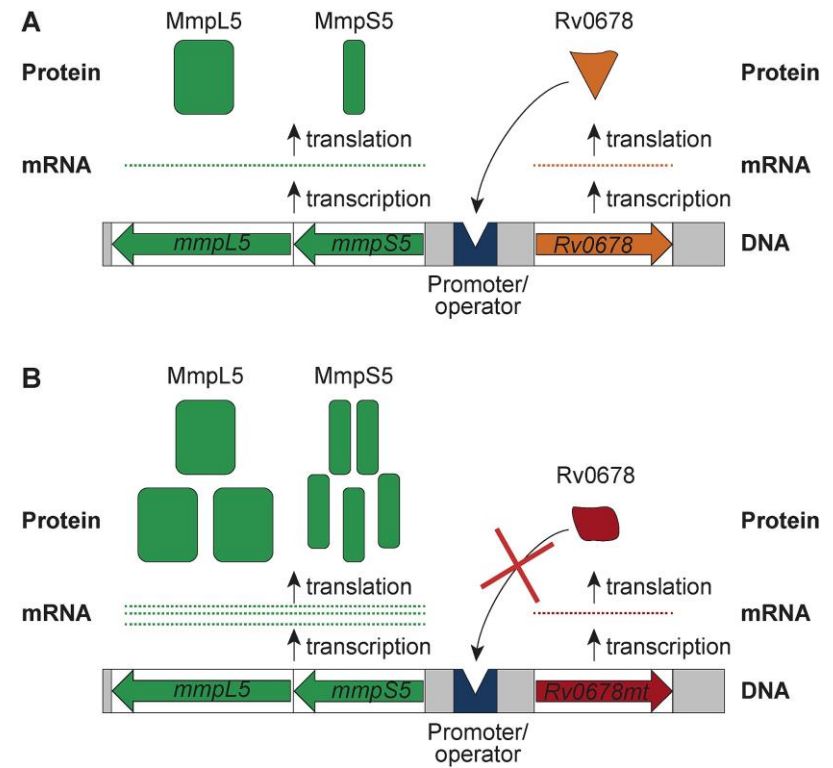 A
MmpL5 MmpS5 Rv0678
Protein Protein
translation translation
mRNA mRNA
transcription transcription
mmpL5 mmpS5 Rv0678 DNA
Promoter/
operator
B
MmpL5 MmpS5
Rv0678
Protein Protein
translation translation
mRNA mRNA
transcription transcription
mmpL5 mmpS5 Rv0678mt DNA
Promoter/
operator